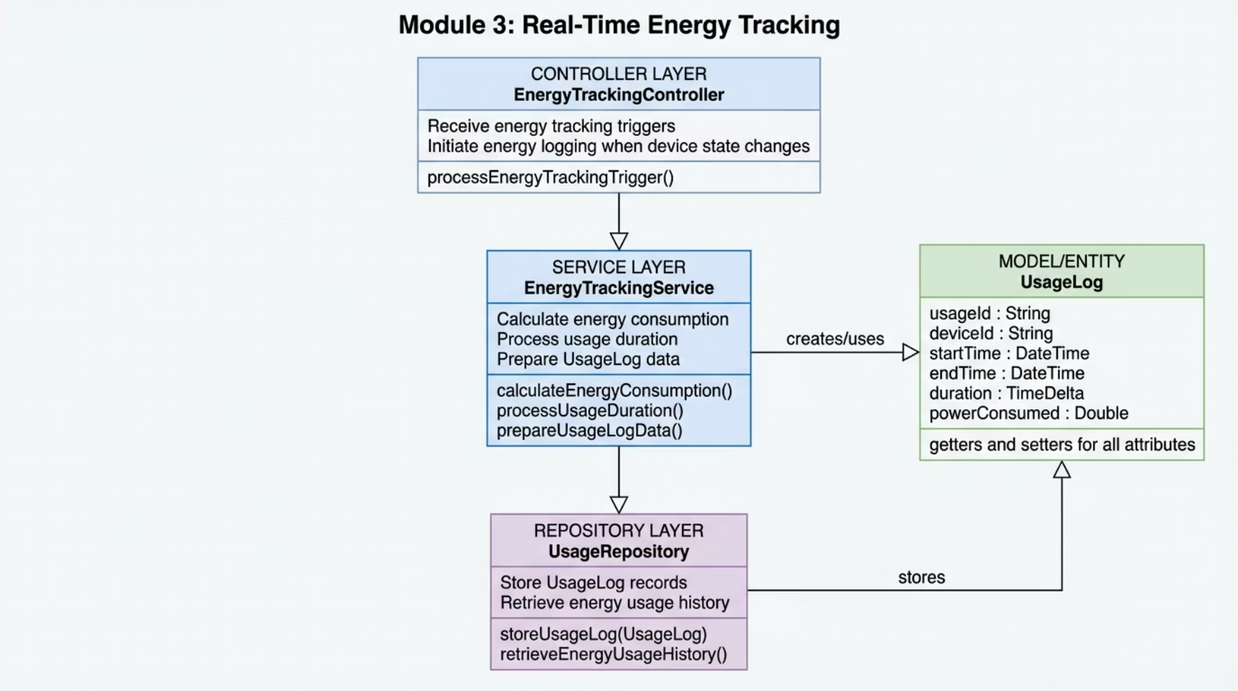 Module 3: Real-Time Energy Tracking
CONTROLLER LAYER
EnergyTrackingController
Receive energy tracking triggers
Initiate energy logging when device state changes
processEnergyTrackingTrigger()
SERVICE LAYER
EnergyTrackingService
Calculate energy consumption
Process usage duration
Prepare UsageLog data
calculateEnergyConsumption()
processUsageDuration()
prepareUsageLogData()
creates/uses
MODEL/ENTITY
UsageLog
usageId : String
deviceId : String
startTime : DateTime
endTime : DateTime
duration : TimeDelta
powerConsumed : Double
getters and setters for all attributes
REPOSITORY LAYER
UsageRepository
Store UsageLog records
Retrieve energy usage history
storeUsageLog(UsageLog)
retrieveEnergyUsageHistory()
stores